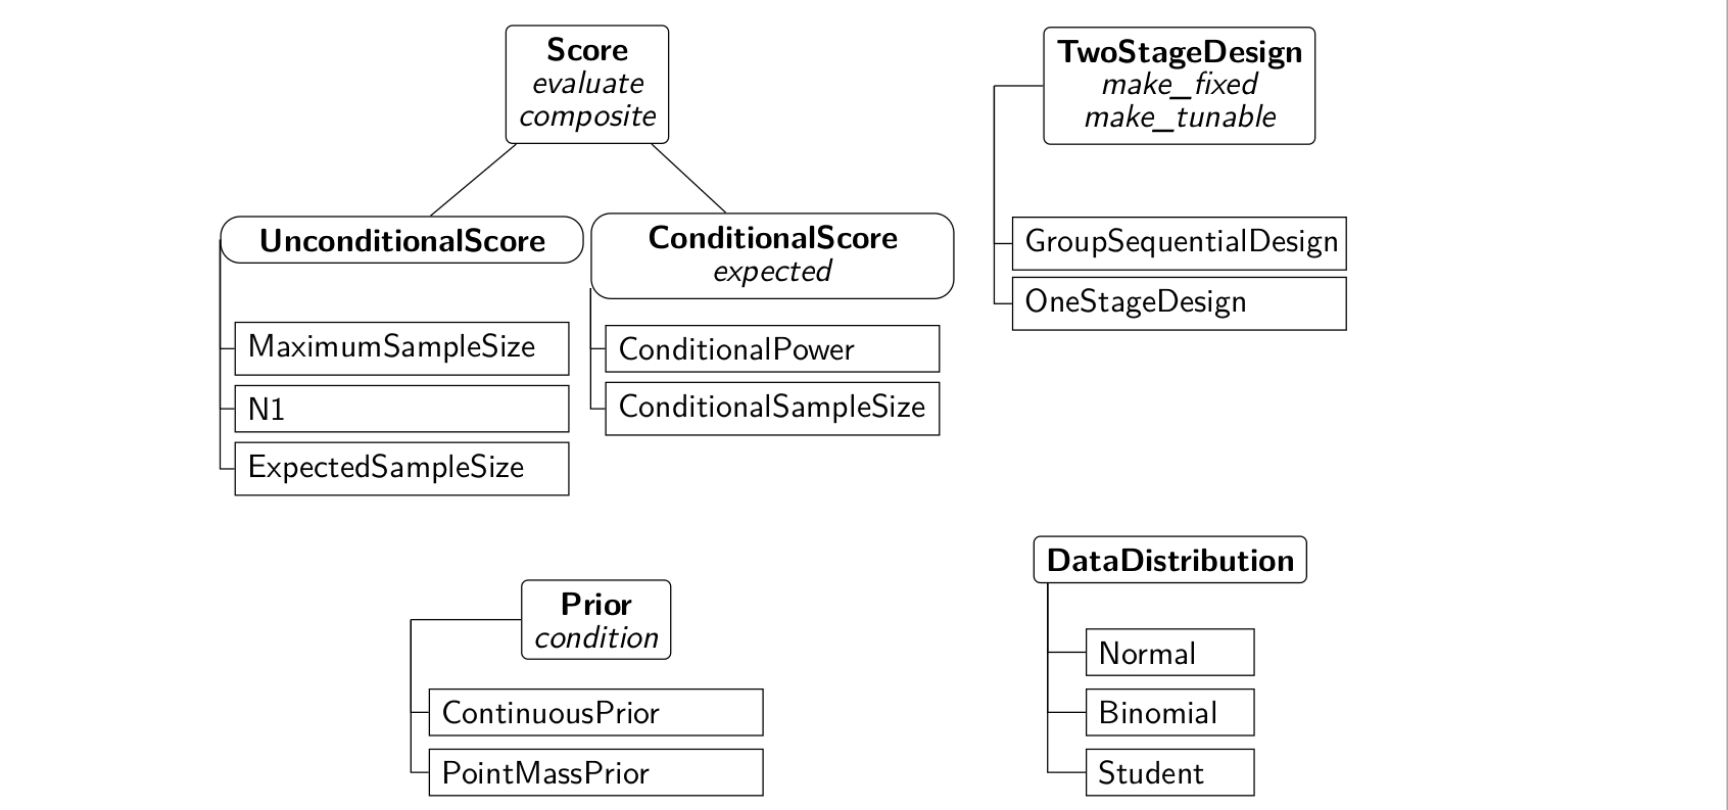 Score
evaluate
composite
UnconditionalScore
MaximumSampleSize
N1
ExpectedSampleSize
ConditionalScore
expected
ConditionalPower
ConditionalSampleSize
TwoStageDesign
make_fixed
make_tunable
GroupSequentialDesign
OneStageDesign
Prior
condition
ContinuousPrior
PointMassPrior
DataDistribution
Normal
Binomial
Student